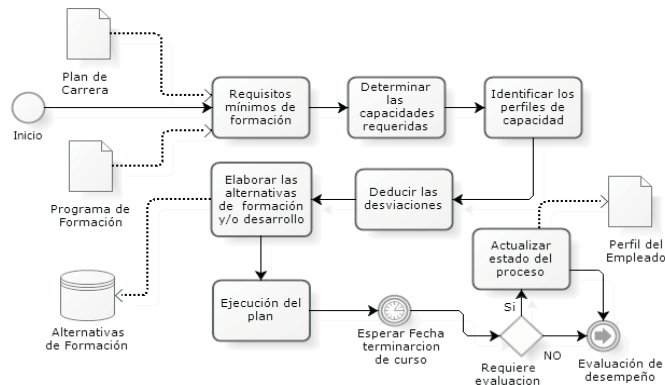 Plan de
Carrera
Inicio
Requisitos
mínimos de
formación
Determinar
las
capacidades
requeridas
Identificar los
perfiles de
capacidad
Programa de
Formación
Elaborar las
alternativas
de formación
y/o desarrollo
Deducir las
desviaciones
Actualizar
estado del
proceso
Perfil del
Empleado
Alternativas
de Formación
Ejecución del
plan
Esperar Fecha
terminarcion
de curso
Si
NO
Requiere
evaluacion
Evaluación de
desempeño